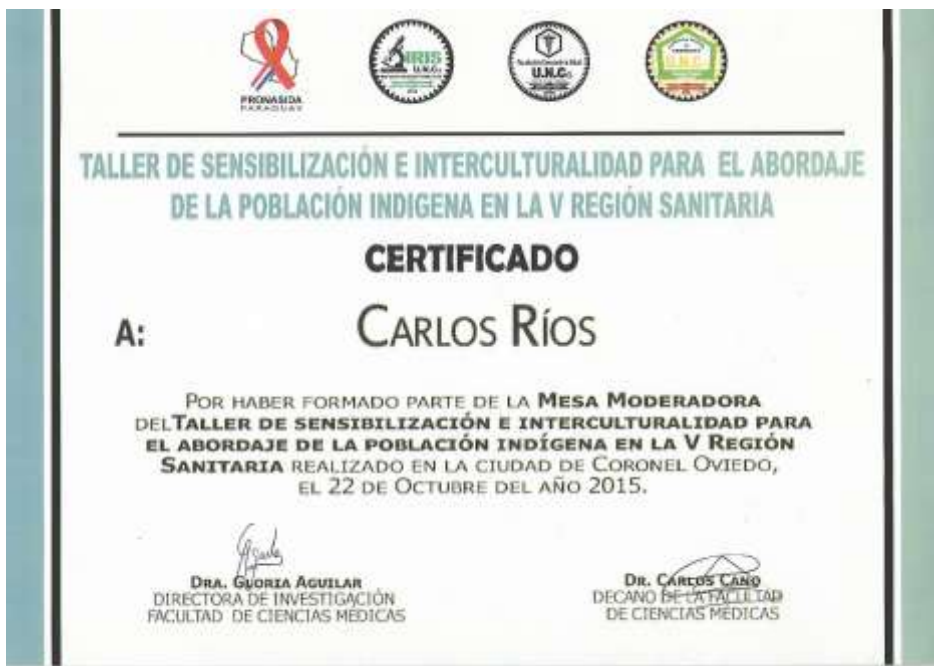 PRONASIDA
PARAGUAY
IRIS
U.N.C.
U.N.C.
U.N.C.
TALLER DE SENSIBILIZACIÓN E INTERCULTURALIDAD PARA EL ABORDAJE
DE LA POBLACIÓN INDIGENA EN LA V REGIÓN SANITARIA
CERTIFICADO
A: CARLOS RÍOS
POR HABER FORMADO PARTE DE LA MESA MODERADORA
DEL TALLER DE SENSIBILIZACIÓN E INTERCULTURALIDAD PARA
EL ABORDAJE DE LA POBLACIÓN INDÍGENA EN LA V REGIÓN
SANITARIA REALIZADO EN LA CIUDAD DE CORONEL OVIEDO,
EL 22 DE OCTUBRE DEL AÑO 2015.
DRA. GLORIA AGUILAR
DIRECTORA DE INVESTIGACIÓN
FACULTAD DE CIENCIAS MÉDICAS
DR. CARLOS CANO
DECANO DE LA FACULTAD
DE CIENCIAS MÉDICAS